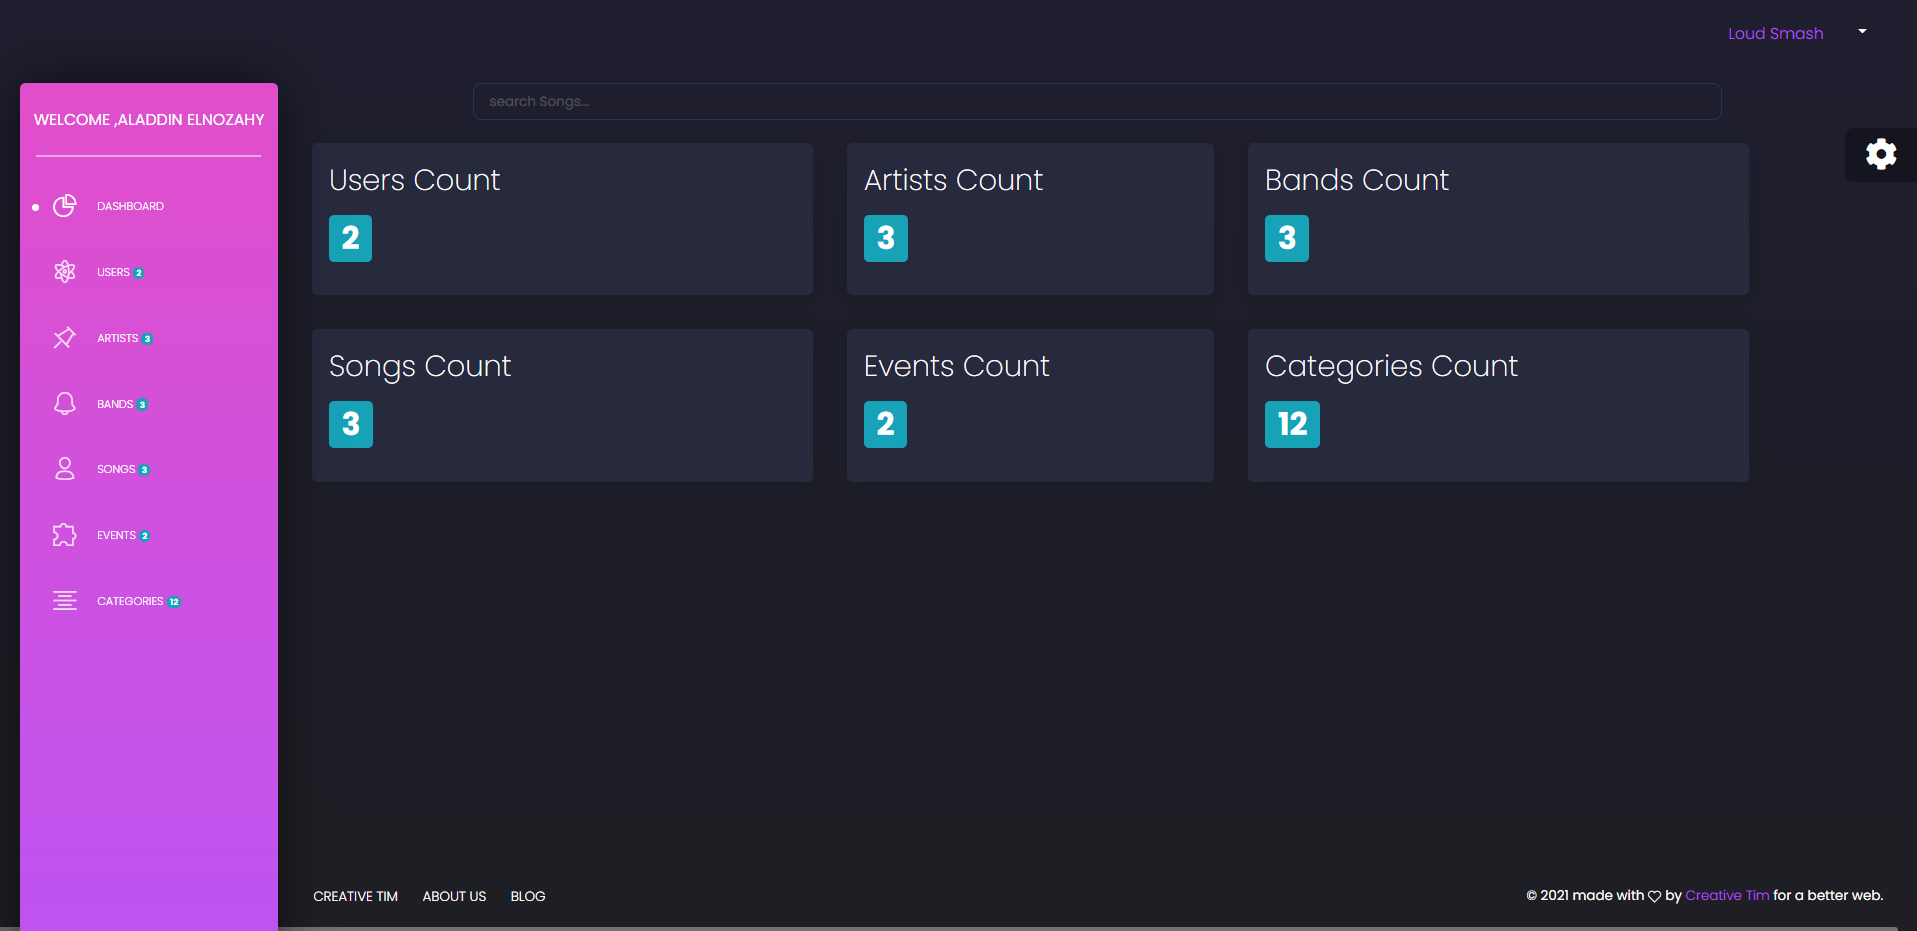 Loud Smash
WELCOME ,ALADDIN ELNOZAHY
DASHBOARD
USERS 2
ARTISTS 3
BANDS 3
SONGS 3
EVENTS 2
CATEGORIES 12
search Songs...
Users Count
2
Artists Count
3
Bands Count
3
Songs Count
3
Events Count
2
Categories Count
12
CREATIVE TIM ABOUT US BLOG
© 2021 made with ♡ by Creative Tim for a better web.